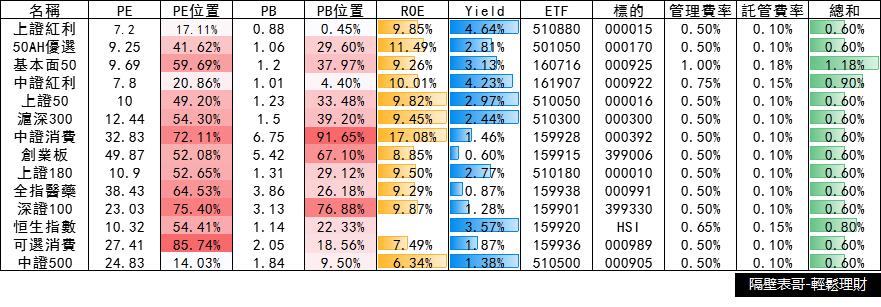 名稱 PE PE位置 PB PB位置 ROE Yield ETF 標的 管理費率 託管費率 總和
上證紅利 7.2 17.11% 0.88 0.45% 9.85% 4.64% 510880 000015 0.50% 0.10% 0.60%
50AH優選 9.25 41.62% 1.06 29.60% 11.49% 2.81% 501050 000170 0.50% 0.10% 0.60%
基本面50 9.69 59.69% 1.2 37.97% 9.26% 3.13% 160716 000925 1.00% 0.18% 1.18%
中證紅利 7.8 20.86% 1.01 4.40% 10.01% 4.23% 161907 000922 0.75% 0.15% 0.90%
上證50 10 49.20% 1.23 33.48% 9.82% 2.97% 510050 000016 0.50% 0.10% 0.60%
滬深300 12.44 54.30% 1.5 39.20% 9.45% 2.44% 510300 000300 0.50% 0.10% 0.60%
中證消費 32.83 72.11% 6.75 91.65% 17.08% 1.46% 159928 000392 0.50% 0.10% 0.60%
創業板 49.87 52.08% 5.42 67.10% 8.85% 0.60% 159915 399006 0.50% 0.10% 0.60%
上證180 10.9 52.65% 1.31 29.12% 9.50% 2.77% 510180 000010 0.50% 0.10% 0.60%
全指醫藥 38.43 64.53% 3.86 26.18% 9.29% 0.87% 159938 000991 0.50% 0.10% 0.60%
深證100 23.03 75.40% 3.13 76.88% 9.87% 1.28% 159901 399330 0.50% 0.10% 0.60%
恒生指數 10.32 54.41% 1.14 22.33% 3.57% 159920 HSI 0.65% 0.15% 0.80%
可選消費 27.41 85.74% 2.05 18.56% 7.49% 1.87% 159936 000989 0.50% 0.10% 0.60%
中證500 24.83 14.03% 1.84 9.50% 6.34% 1.38% 510500 000905 0.50% 0.10% 0.60%
隔壁表哥-輕鬆理財